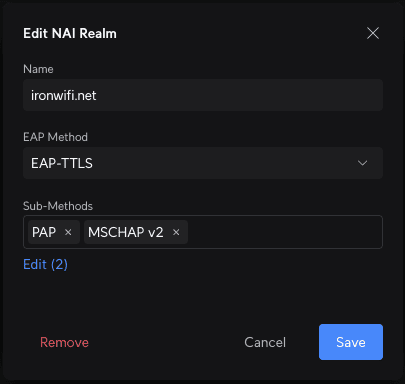 Edit NAI Realm
Name
ironwifi.net
EAP Method
EAP-TTLS
Sub-Methods
PAP × MSCHAP v2 ×
Edit (2)
Remove Cancel Save